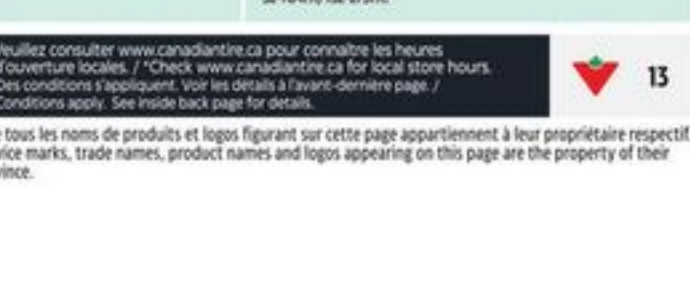 Veuillez consulter www.canadiantire.ca pour connaître les heures
d'ouverture locales. / *Check www.canadiantire.ca for local store hours.
Des conditions s'appliquent. Voir les détails à l'avant-dernière page. /
Conditions apply. See inside back page for details.
13
tous les noms de produits et logos figurant sur cette page appartiennent à leur propriétaire respectif
vice marks, trade names, product names and logos appearing on this page are the property of their
vince.